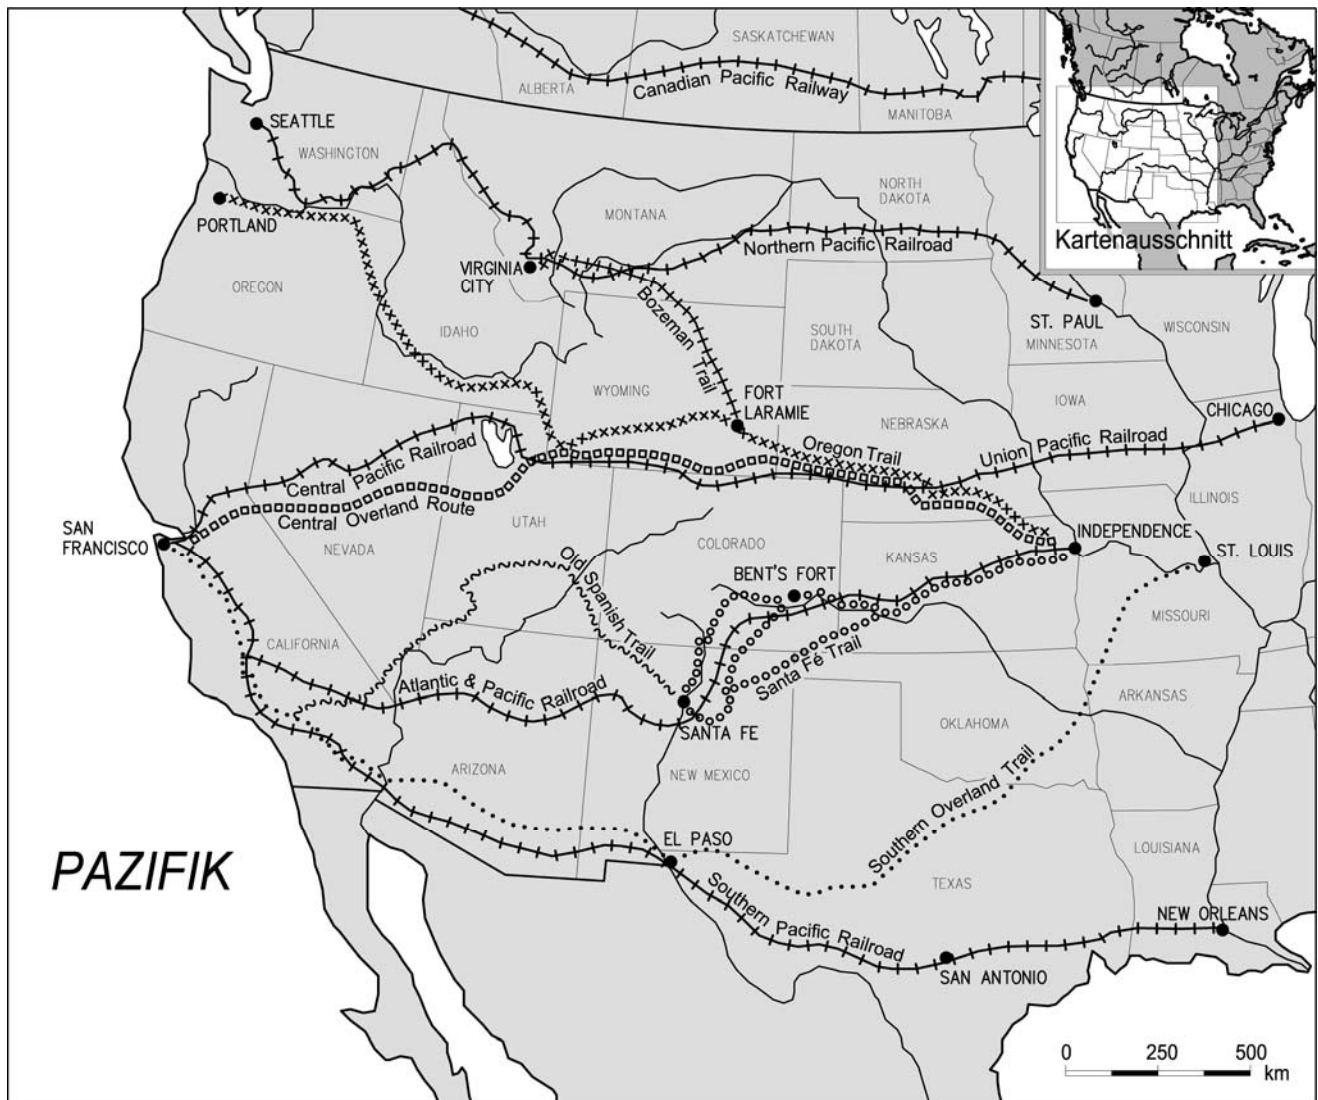 SASKATCHEWAN
ALBERTA
Canadian Pacific Railway
MANITOBA
SEATTLE
WASHINGTON
Kartenausschnitt
NORTH
DAKOTA
MONTANA
PORTLAND
Northern Pacific Railroad
VIRGINIA
CITY
OREGON
IDAHO
Bozeman Trail
SOUTH
DAKOTA
ST. PAUL
MINNESOTA
WISCONSIN
WYOMING
FORT
LARAMIE
NEBRASKA
IOWA
CHICAGO
Oregon Trail
Union Pacific Railroad
Central Pacific Railroad
Central Overland Route
ILLINOIS
SAN
FRANCISCO
NEVADA
UTAH
COLORADO
KANSAS
INDEPENDENCE
ST. LOUIS
Old Spanish Trail
BENT'S FORT
MISSOURI
CALIFORNIA
Santa Fé Trail
Atlantic & Pacific Railroad
ARKANSAS
SANTA FE
OKLAHOMA
ARIZONA
NEW MEXICO
Southern Overland Trail
EL PASO
LOUISIANA
PAZIFIK
TEXAS
Southern Pacific Railroad
NEW ORLEANS
SAN ANTONIO
0 250 500
km